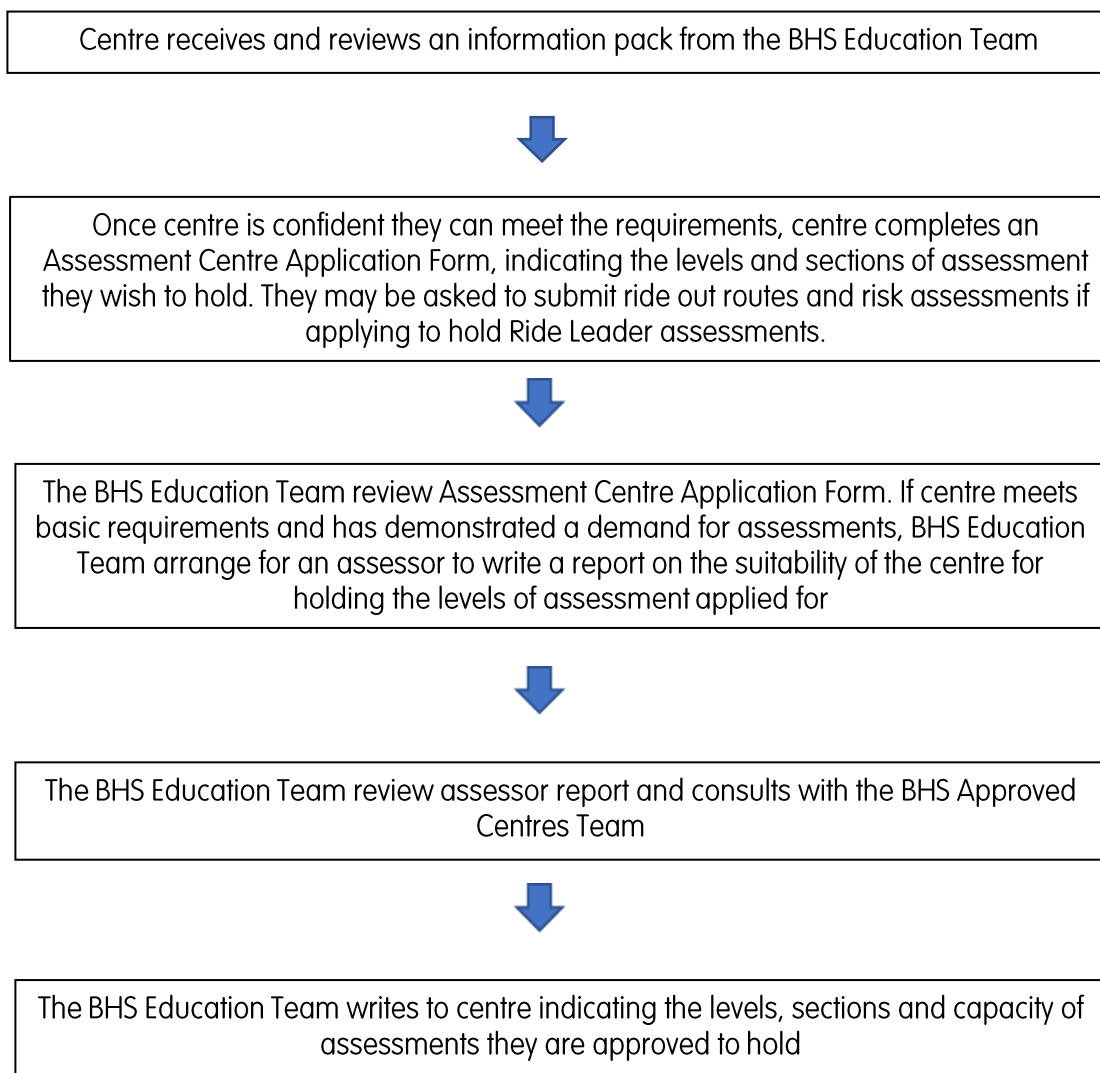 Centre receives and reviews an information pack from the BHS Education Team
Once centre is confident they can meet the requirements, centre completes an
Assessment Centre Application Form, indicating the levels and sections of assessment
they wish to hold. They may be asked to submit ride out routes and risk assessments if
applying to hold Ride Leader assessments.
The BHS Education Team review Assessment Centre Application Form. If centre meets
basic requirements and has demonstrated a demand for assessments, BHS Education
Team arrange for an assessor to write a report on the suitability of the centre for
holding the levels of assessment applied for
The BHS Education Team review assessor report and consults with the BHS Approved
Centres Team
The BHS Education Team writes to centre indicating the levels, sections and capacity of
assessments they are approved to hold